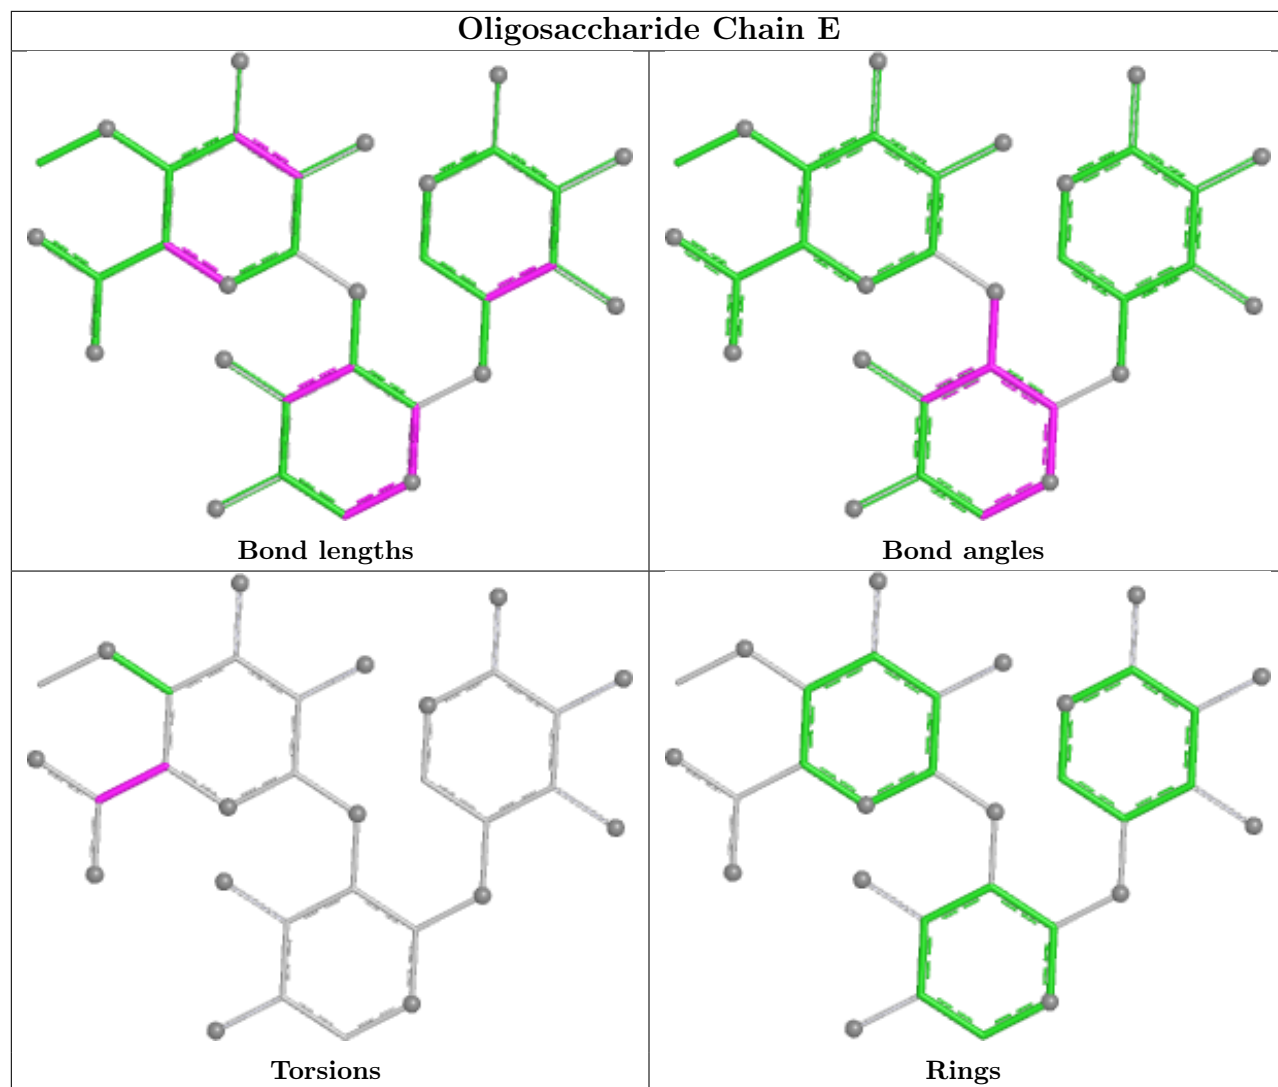 Oligosaccharide Chain E
Bond lengths
Bond angles
Torsions
Rings